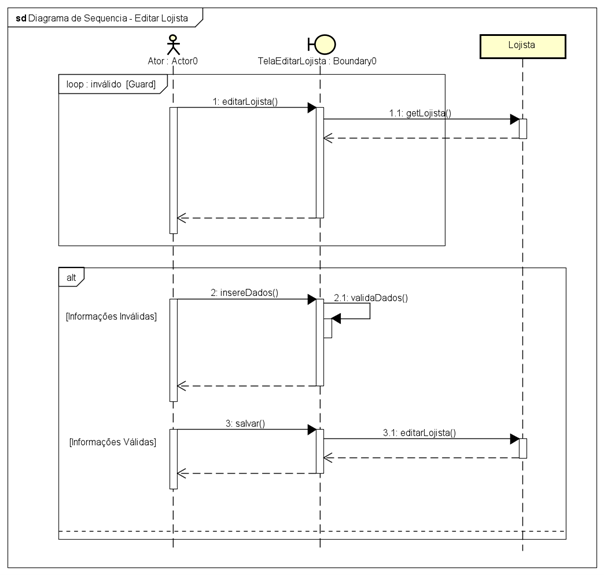 sd Diagrama de Sequencia - Editar Lojista
Ator : Actor0
TelaEditarLojista : Boundary0
Lojista
loop : inválido [Guard]
1: editarLojista()
1.1: getLojista()
alt
2: insereDados()
2.1: validaDados()
[Informações Inválidas]
3: salvar()
3.1: editarLojista()
[Informações Válidas]